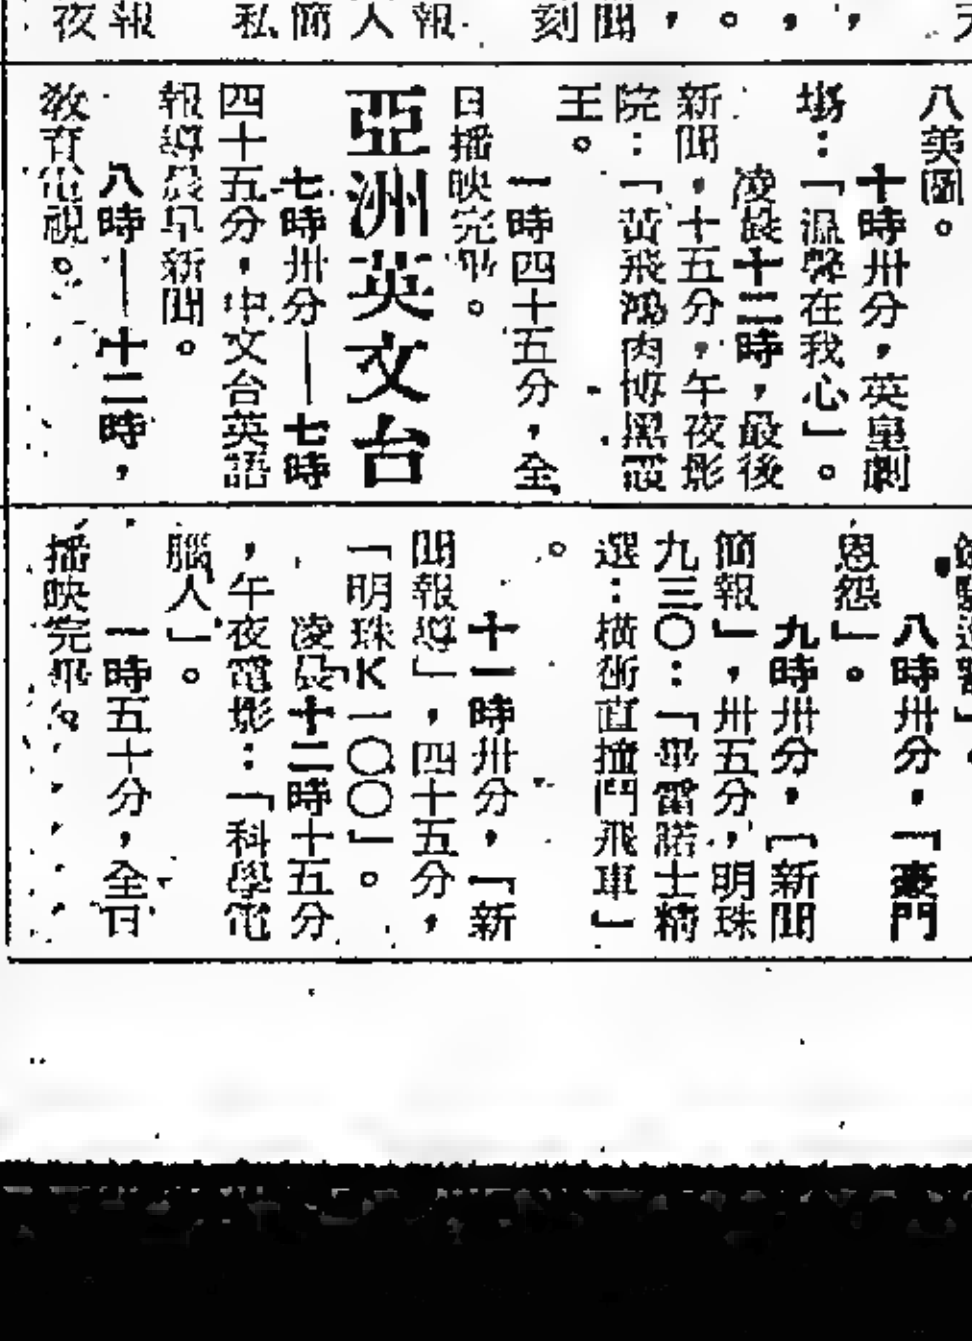 天
，
，
。
，
刻聞
人報
私簡
夜報
八美圖。
十時卅分，英皇劇
場：「溫馨在我心」。
凌晨十二時，最後
新聞，十五分，午夜影
院：「黃飛鴻肉博黑霞
王。
一時四十五分，全
日播映完畢。
亞洲英文台
七時卅分——七時
四十五分，中文台英語
報導晨早新聞。
八時——十二時，
教育電視。
八時卅分，「豪門
恩怨」。
九時卅分，「新聞
簡報」，卅五分，明珠
九三〇：「畢雷諾士精
選：橫衝直撞鬥飛車」
。
十一時卅分，「新
聞報導」，四十五分，
「明珠K一〇〇」。
凌晨十二時十五分
，午夜電影：「科學電
腦人」。
一時五十分，全日
播映完畢。